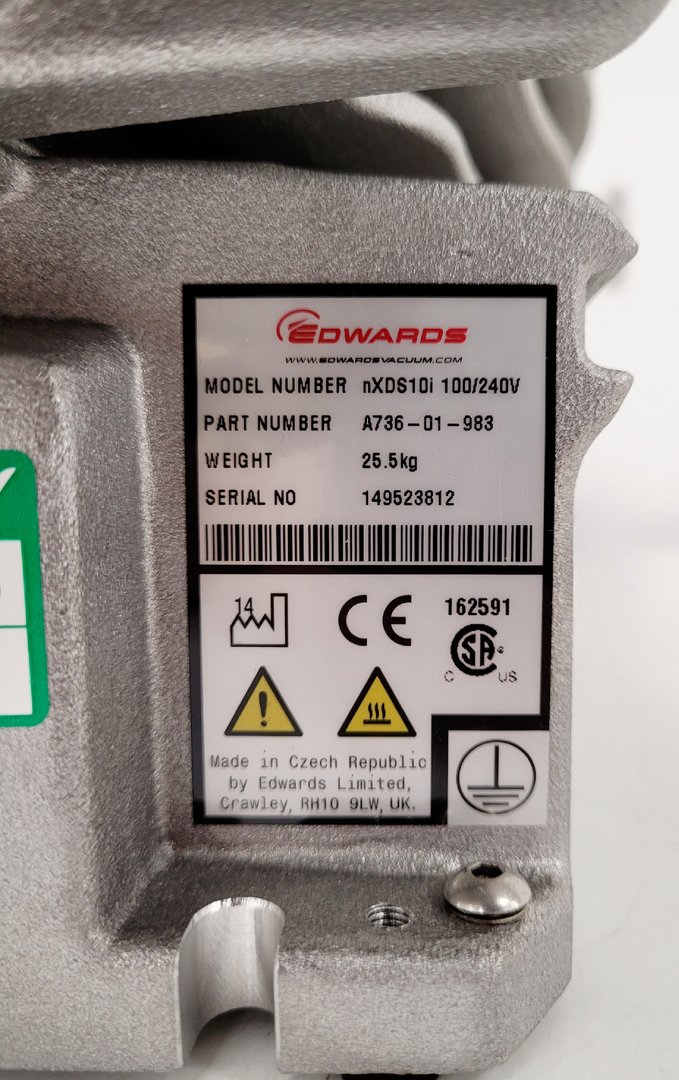 EDWARDS
WWW.EDWARDSVACUUM.COM
MODEL NUMBER nXDS10i 100/240V
PART NUMBER A736-01-983
WEIGHT 25.5kg
SERIAL NO 149523812
14
CE
162591
CSA
C US
Made in Czech Republic
by Edwards Limited,
Crawley, RH10 9LW, UK.